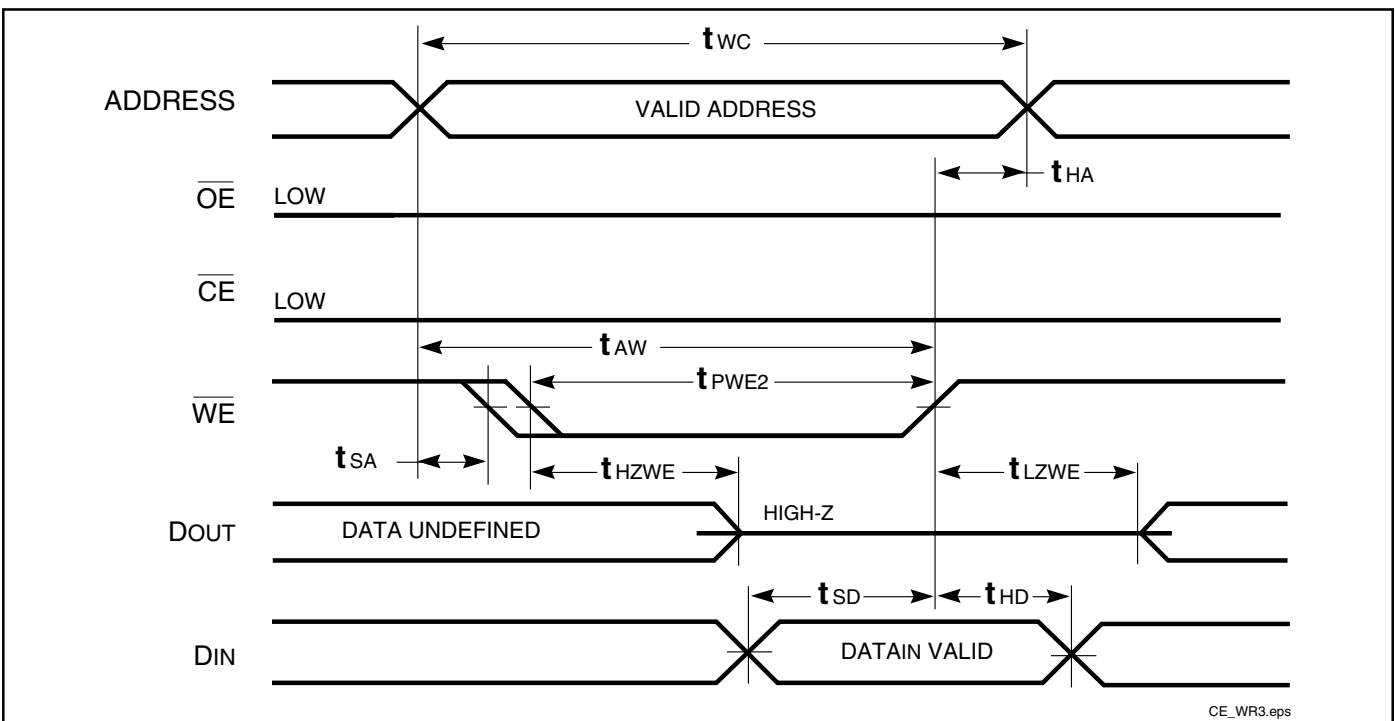 tWC
ADDRESS
VALID ADDRESS
tHA
OE
LOW
CE
LOW
tAW
tPWE2
WE
tSA
tHZWE
tLZWE
DOUT
DATA UNDEFINED
HIGH-Z
tSD
tHD
DIN
DATAIN VALID
CE_WR3.eps